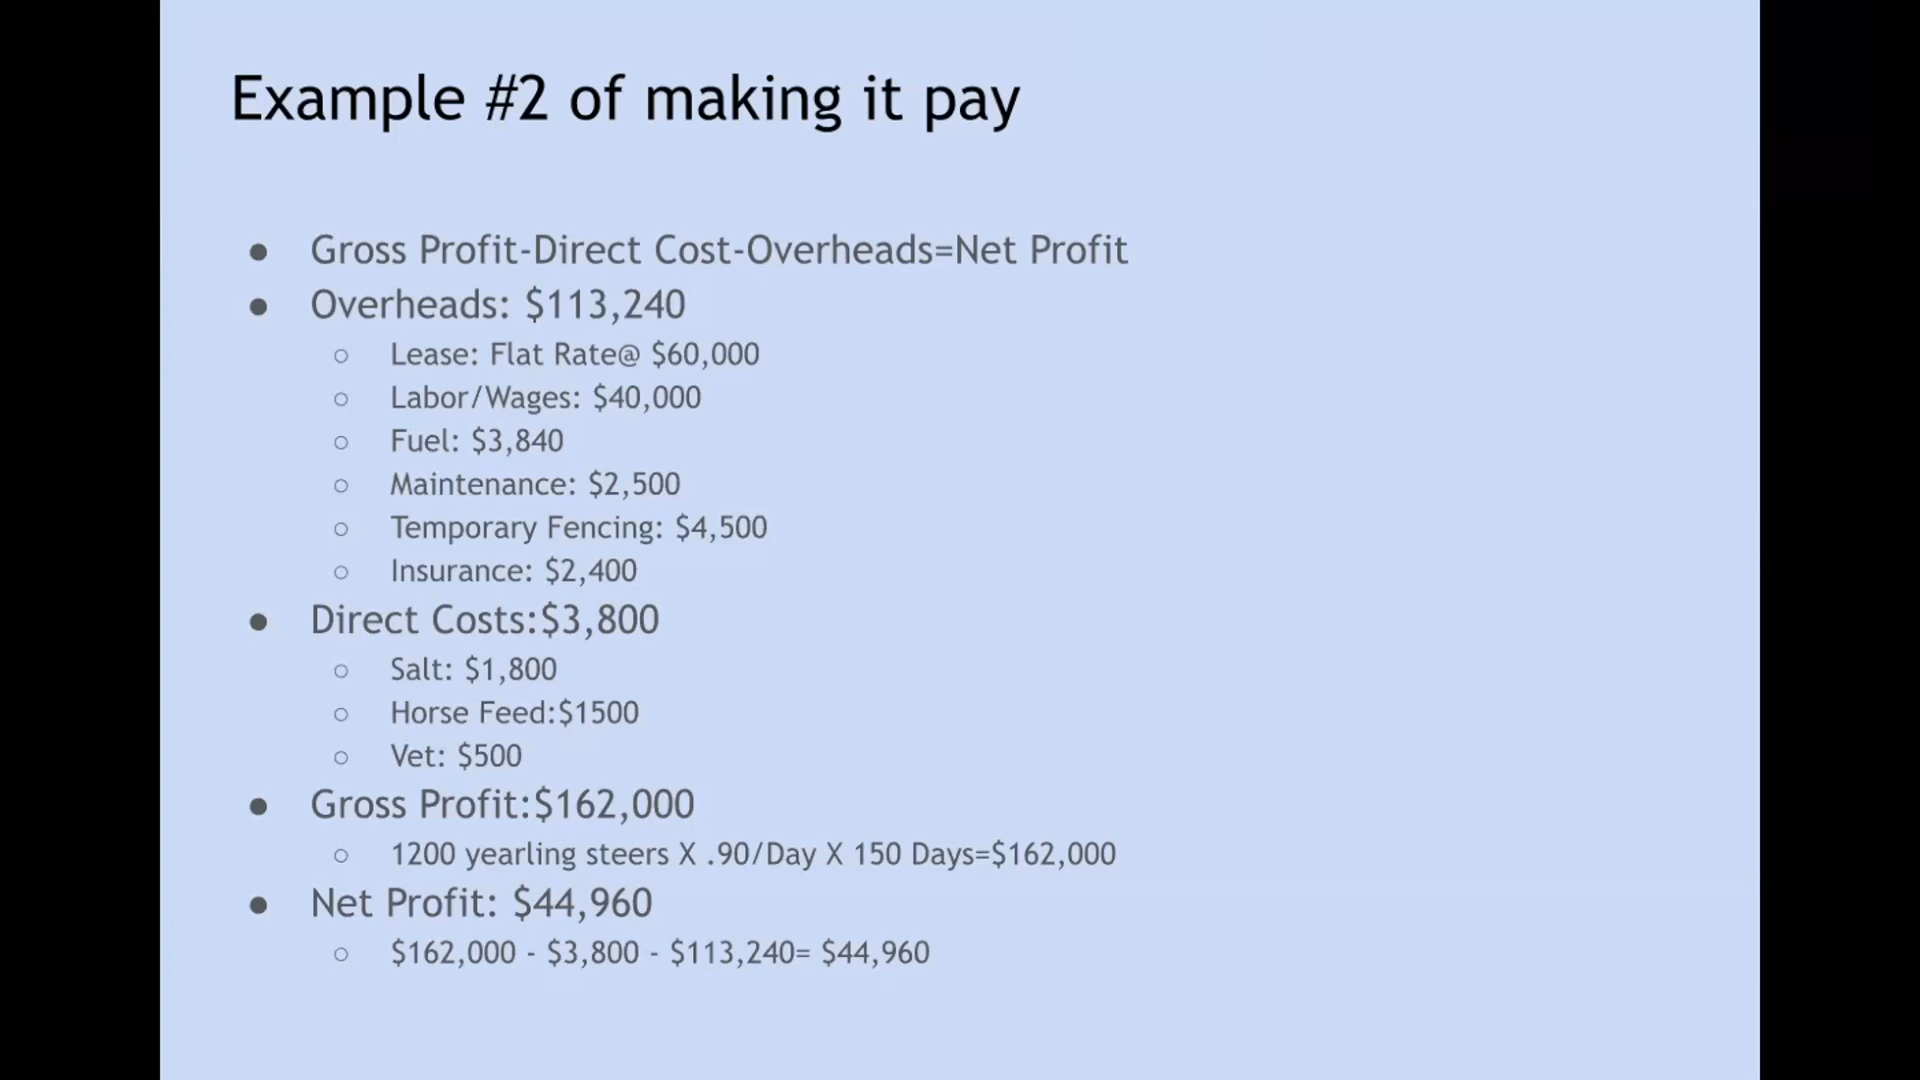 Example #2 of making it pay
● Gross Profit-Direct Cost-Overheads=Net Profit
● Overheads: $113,240
○ Lease: Flat Rate@ $60,000
○ Labor/Wages: $40,000
○ Fuel: $3,840
○ Maintenance: $2,500
○ Temporary Fencing: $4,500
○ Insurance: $2,400
● Direct Costs:$3,800
○ Salt: $1,800
○ Horse Feed:$1500
○ Vet: $500
● Gross Profit:$162,000
○ 1200 yearling steers X .90/Day X 150 Days=$162,000
● Net Profit: $44,960
○ $162,000 - $3,800 - $113,240= $44,960